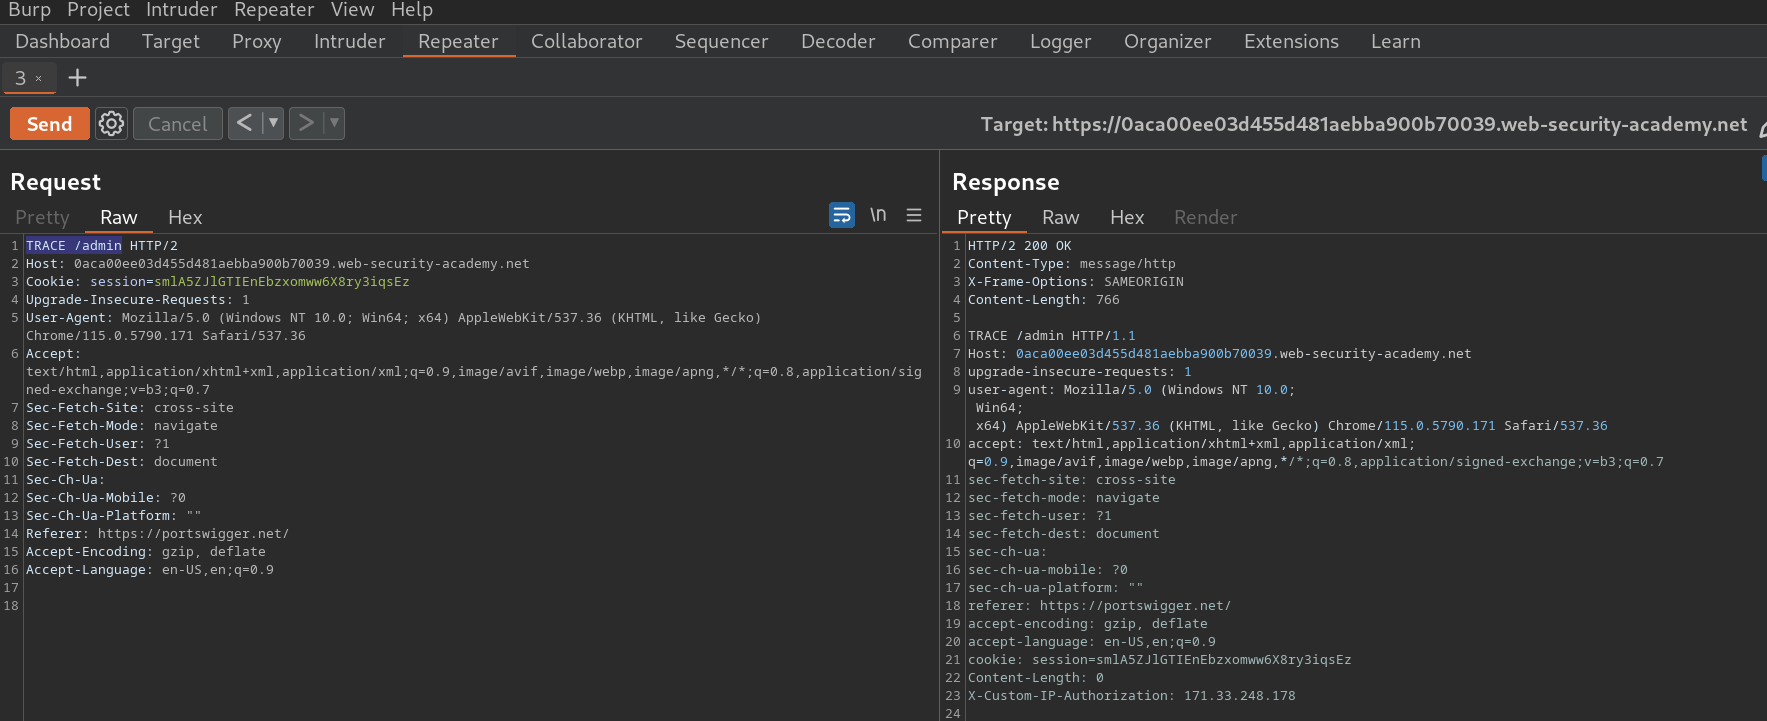 Burp Project Intruder Repeater View Help
Dashboard Target Proxy Intruder Repeater Collaborator Sequencer Decoder Comparer Logger Organizer Extensions Learn
3 × +
Send Cancel < ▼ > ▼ Target: https://0aca00ee03d455d481aebba900b70039.web-security-academy.net
Request
Pretty Raw Hex \n
1 TRACE /admin HTTP/2
2 Host: 0aca00ee03d455d481aebba900b70039.web-security-academy.net
3 Cookie: session=smlA5ZJlGTIEnEbzxomww6X8ry3iqsEz
4 Upgrade-Insecure-Requests: 1
5 User-Agent: Mozilla/5.0 (Windows NT 10.0; Win64; x64) AppleWebKit/537.36 (KHTML, like Gecko)
Chrome/115.0.5790.171 Safari/537.36
6 Accept:
text/html,application/xhtml+xml,application/xml;q=0.9,image/avif,image/webp,image/apng,*/*;q=0.8,application/sig
ned-exchange;v=b3;q=0.7
7 Sec-Fetch-Site: cross-site
8 Sec-Fetch-Mode: navigate
9 Sec-Fetch-User: ?1
10 Sec-Fetch-Dest: document
11 Sec-Ch-Ua:
12 Sec-Ch-Ua-Mobile: ?0
13 Sec-Ch-Ua-Platform: ""
14 Referer: https://portswigger.net/
15 Accept-Encoding: gzip, deflate
16 Accept-Language: en-US,en;q=0.9
17
18
Response
Pretty Raw Hex Render
1 HTTP/2 200 OK
2 Content-Type: message/http
3 X-Frame-Options: SAMEORIGIN
4 Content-Length: 766
5
6 TRACE /admin HTTP/1.1
7 Host: 0aca00ee03d455d481aebba900b70039.web-security-academy.net
8 upgrade-insecure-requests: 1
9 user-agent: Mozilla/5.0 (Windows NT 10.0;
Win64;
x64) AppleWebKit/537.36 (KHTML, like Gecko) Chrome/115.0.5790.171 Safari/537.36
10 accept: text/html,application/xhtml+xml,application/xml;
q=0.9,image/avif,image/webp,image/apng,*/*;q=0.8,application/signed-exchange;v=b3;q=0.7
11 sec-fetch-site: cross-site
12 sec-fetch-mode: navigate
13 sec-fetch-user: ?1
14 sec-fetch-dest: document
15 sec-ch-ua:
16 sec-ch-ua-mobile: ?0
17 sec-ch-ua-platform: ""
18 referer: https://portswigger.net/
19 accept-encoding: gzip, deflate
20 accept-language: en-US,en;q=0.9
21 cookie: session=smlA5ZJlGTIEnEbzxomww6X8ry3iqsEz
22 Content-Length: 0
23 X-Custom-IP-Authorization: 171.33.248.178
24